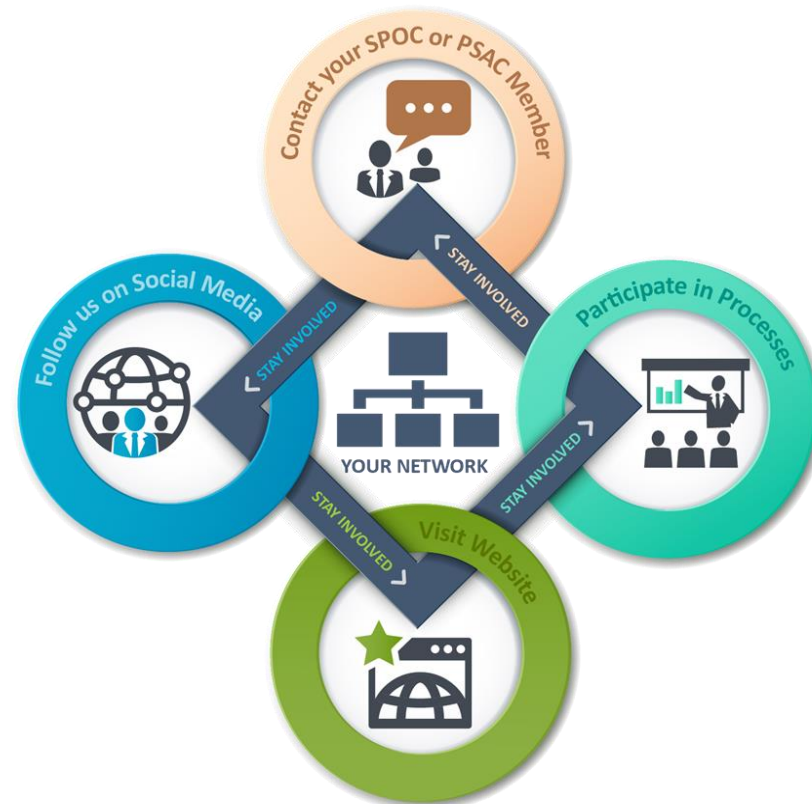 Contact your SPOC or PSAC Member
Follow us on Social Media
STAY INVOLVED
STAY INVOLVED
Participate in Processes
YOUR NETWORK
STAY INVOLVED
STAY INVOLVED
Visit Website